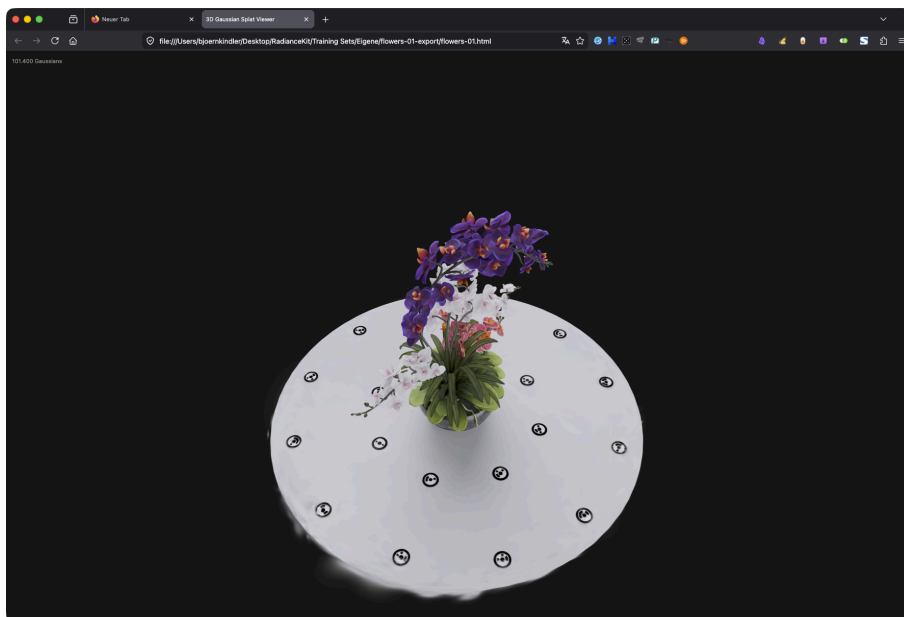 Neuer Tab
3D Gaussian Splat Viewer
file:///Users/bjoernkindler/Desktop/RadianceKit/Training Sets/Eigene/flowers-01-export/flowers-01.html
101.400 Gaussians